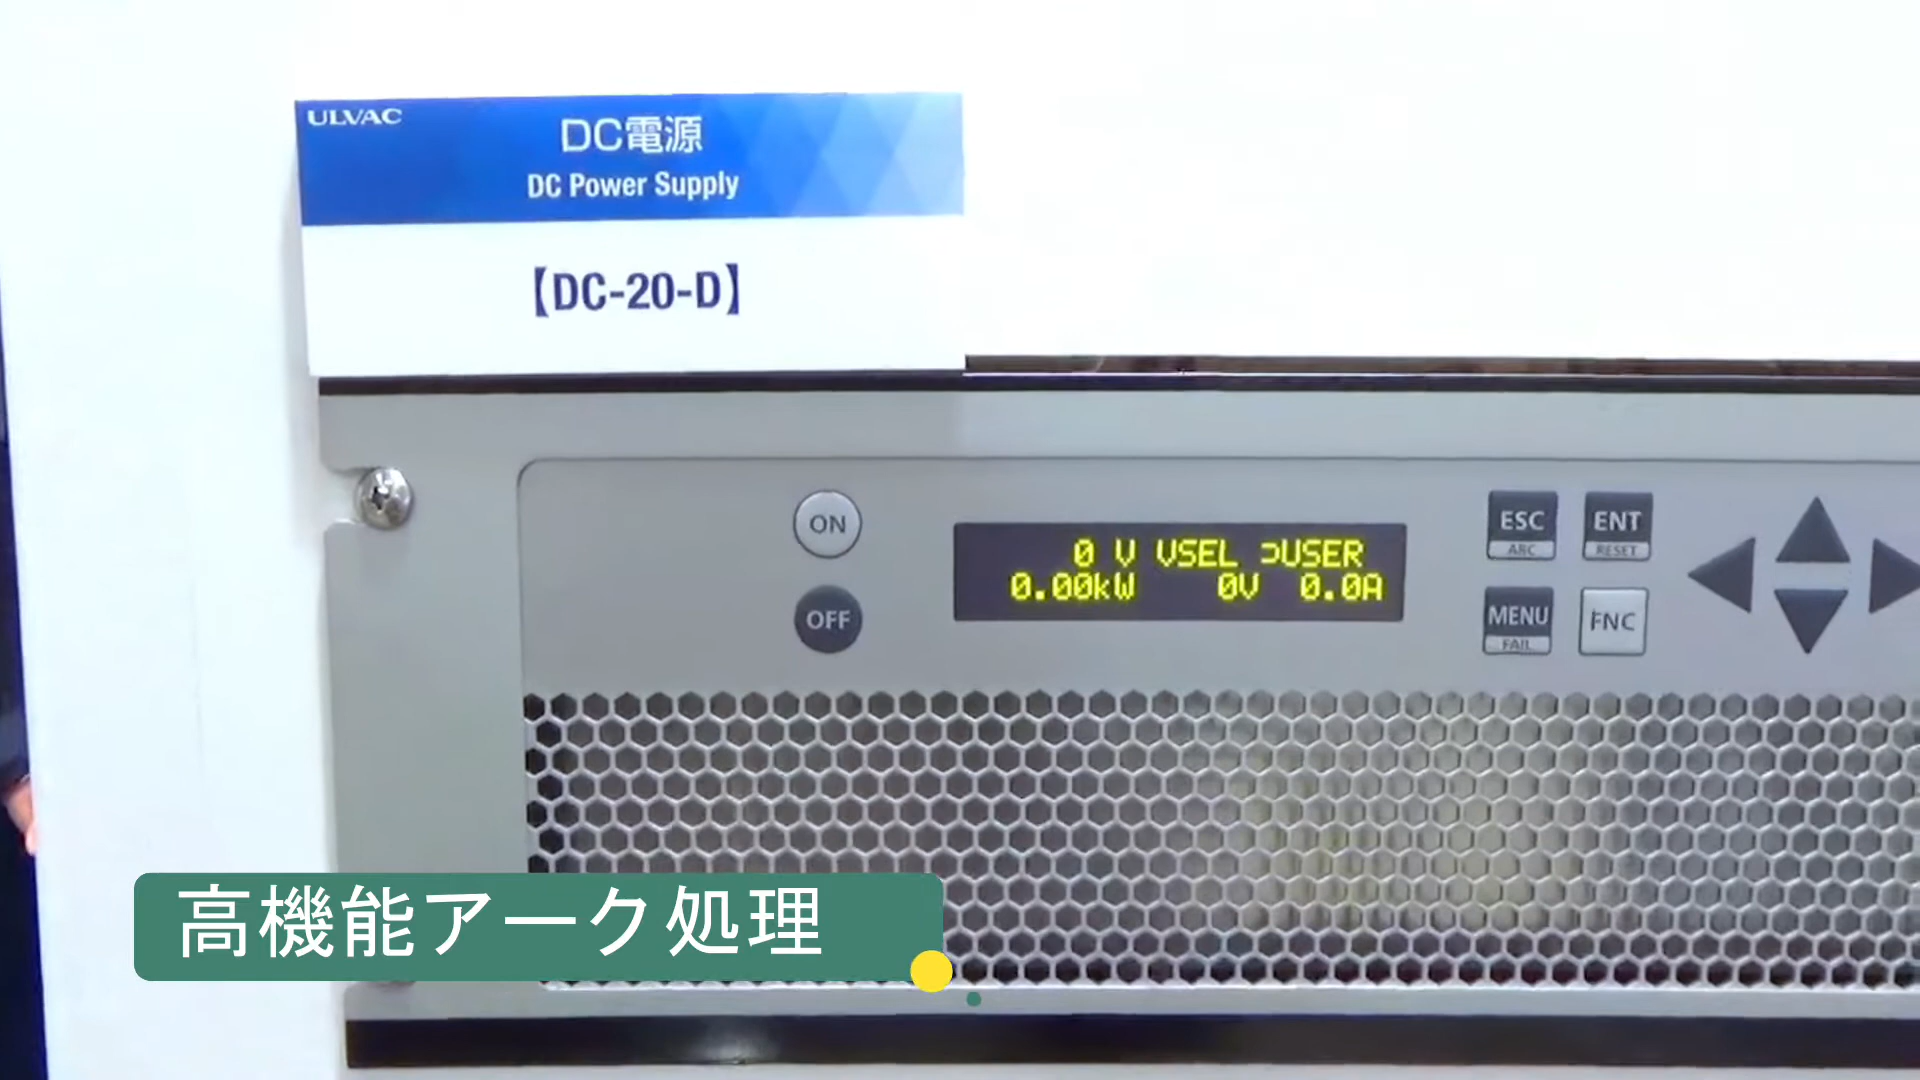 ULVAC
DC電源
DC Power Supply
【DC-20-D】
ON
0 V VSEL ⊃USER
0.00kW 0V 0.0A
ESC
ARC
ENT
RESET
OFF
MENU
FAIL
FNC
高機能アーク処理